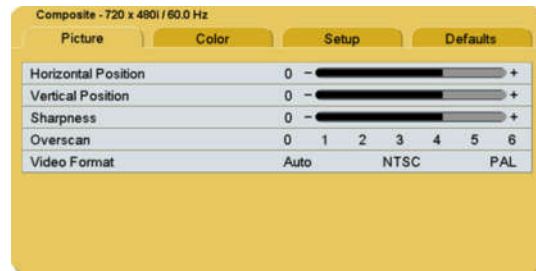 Composite - 720 x 480i / 60.0 Hz
Picture Color Setup Defaults
Horizontal Position 0 - +
Vertical Position 0 - +
Sharpness 0 - +
Overscan 0 1 2 3 4 5 6
Video Format Auto NTSC PAL